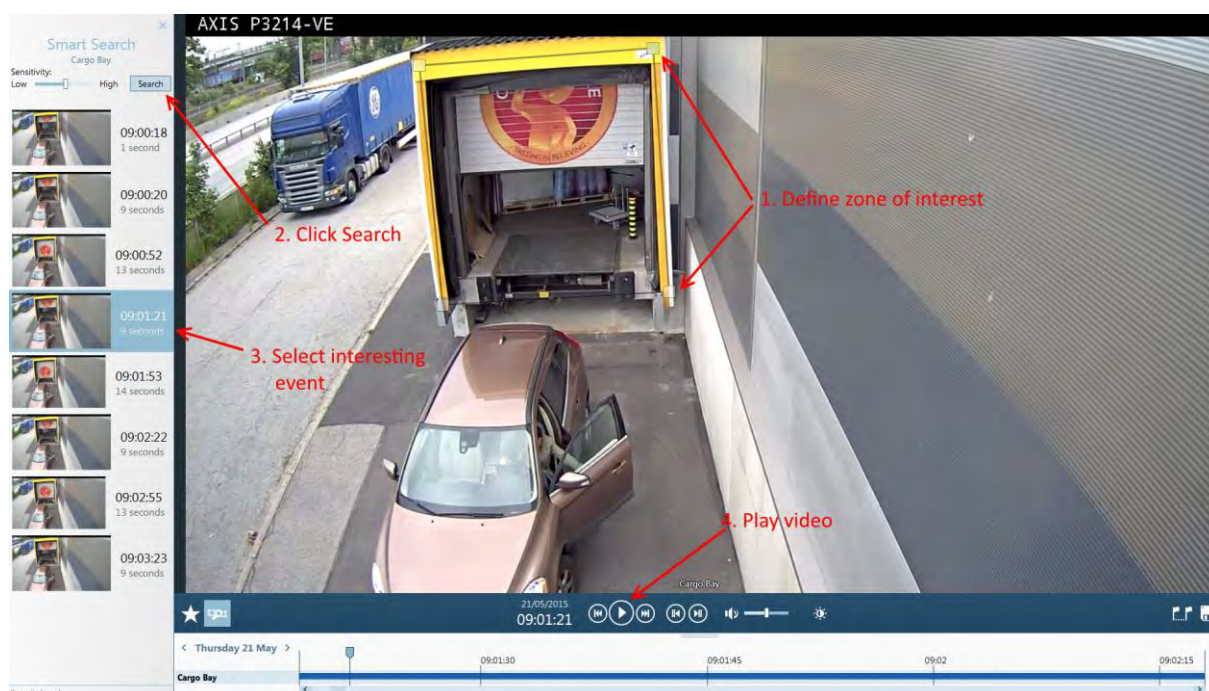 AXIS P3214-VE
Smart Search
Cargo Bay
Sensitivity:
Low High Search
09:00:18
1 second
09:00:20
9 seconds
09:00:52
13 seconds
09:01:21
9 seconds
09:01:53
14 seconds
09:02:22
9 seconds
09:02:55
13 seconds
09:03:23
9 seconds
TASTING IS BELIEVING
1. Define zone of interest
2. Click Search
3. Select interesting
event
4. Play video
Cargo Bay
21/05/2015
09:01:21
< Thursday 21 May >
09:01:30 09:01:45 09:02 09:02:15
Cargo Bay